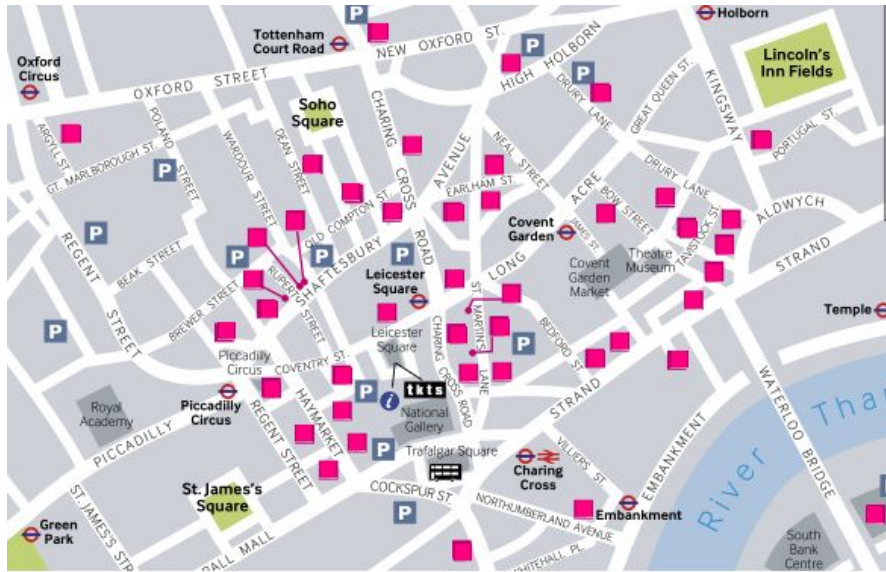 Holborn
Tottenham
Court Road
P
NEW OXFORD ST.
P
HIGH HOLBORN
Lincoln's
Inn Fields
Oxford
Circus
OXFORD STREET
P
KINGSWAY
Soho
Square
CHARING
CROSS
ROAD
DRURY LANE
GREAT QUEEN ST.
ARGYLL ST.
POLAND
STREET
WARDOUR STREET
DEAN STREET
PORTUGAL ST
GT. MARLBOROUGH ST.
P
AVENUE
NEAL STREET
DRURY LANE
EARLHAM ST.
ACRE
BOW STREET
OLD COMPTON ST.
ALDWYCH
P
REGENT
STREET
Covent
Garden
JAMES ST.
TAVISTOCK ST.
BEAK STREET
P
P
P
SHAFTESBURY
LONG
Covent
Garden
Market
Theatre
Museum
STRAND
RUPERT
STREET
Leicester
Square
BREWER STREET
ST. MARTIN'S
LANE
Temple
P
Leicester
Square
CHARING
CROSS ROAD
BEDFORD ST.
P
Piccadilly
Circus
COVENTRY ST.
Piccadilly
Circus
P
i
tkts
STRAND
WATERLOO BRIDGE
Royal
Academy
REGENT STREET
HAYMARKET
National
Gallery
River Than
PICCADILLY
P
Trafalgar Square
VILLIERS ST.
EMBANKMENT
Charing
Cross
St. James's
Square
COCKSPUR ST.
P
NORTHUMBERLAND AVENUE
Embankment
ST. JAMES'S STR
Green
Park
PALL MALL
WHITEHALL PL.
South
Bank
Centre